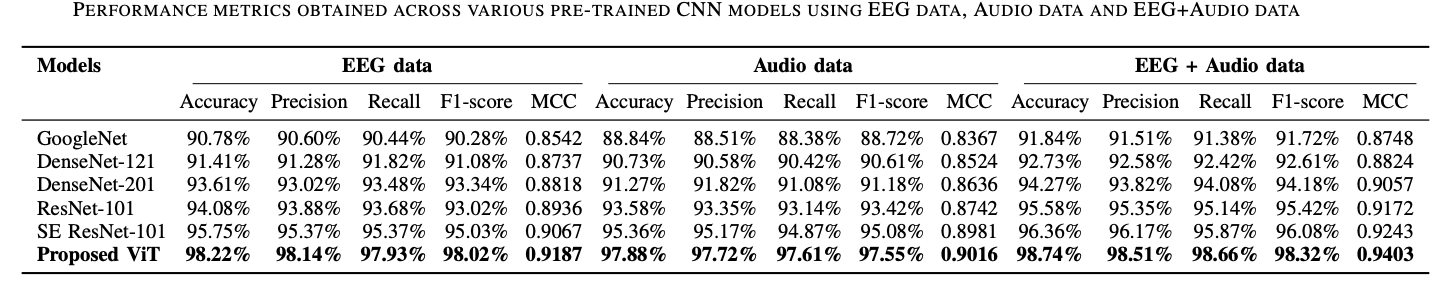 PERFORMANCE METRICS OBTAINED ACROSS VARIOUS PRE-TRAINED CNN MODELS USING EEG DATA, AUDIO DATA AND EEG+AUDIO DATA
Models EEG data Audio data EEG + Audio data
Accuracy Precision Recall F1-score MCC Accuracy Precision Recall F1-score MCC Accuracy Precision Recall F1-score MCC
GoogleNet 90.78% 90.60% 90.44% 90.28% 0.8542 88.84% 88.51% 88.38% 88.72% 0.8367 91.84% 91.51% 91.38% 91.72% 0.8748
DenseNet-121 91.41% 91.28% 91.82% 91.08% 0.8737 90.73% 90.58% 90.42% 90.61% 0.8524 92.73% 92.58% 92.42% 92.61% 0.8824
DenseNet-201 93.61% 93.02% 93.48% 93.34% 0.8818 91.27% 91.82% 91.08% 91.18% 0.8636 94.27% 93.82% 94.08% 94.18% 0.9057
ResNet-101 94.08% 93.88% 93.68% 93.02% 0.8936 93.58% 93.35% 93.14% 93.42% 0.8742 95.58% 95.35% 95.14% 95.42% 0.9172
SE ResNet-101 95.75% 95.37% 95.37% 95.03% 0.9067 95.36% 95.17% 94.87% 95.08% 0.8981 96.36% 96.17% 95.87% 96.08% 0.9243
Proposed ViT 98.22% 98.14% 97.93% 98.02% 0.9187 97.88% 97.72% 97.61% 97.55% 0.9016 98.74% 98.51% 98.66% 98.32% 0.9403